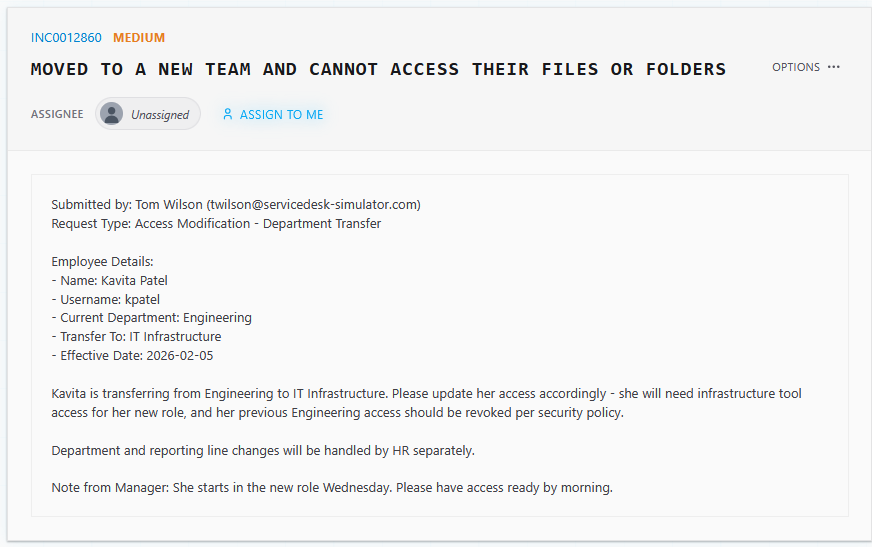 INC0012860 MEDIUM
MOVED TO A NEW TEAM AND CANNOT ACCESS THEIR FILES OR FOLDERS
OPTIONS ···
ASSIGNEE Unassigned ASSIGN TO ME
Submitted by: Tom Wilson (twilson@servicedesk-simulator.com)
Request Type: Access Modification - Department Transfer
Employee Details:
- Name: Kavita Patel
- Username: kpatel
- Current Department: Engineering
- Transfer To: IT Infrastructure
- Effective Date: 2026-02-05
Kavita is transferring from Engineering to IT Infrastructure. Please update her access accordingly - she will need infrastructure tool
access for her new role, and her previous Engineering access should be revoked per security policy.
Department and reporting line changes will be handled by HR separately.
Note from Manager: She starts in the new role Wednesday. Please have access ready by morning.